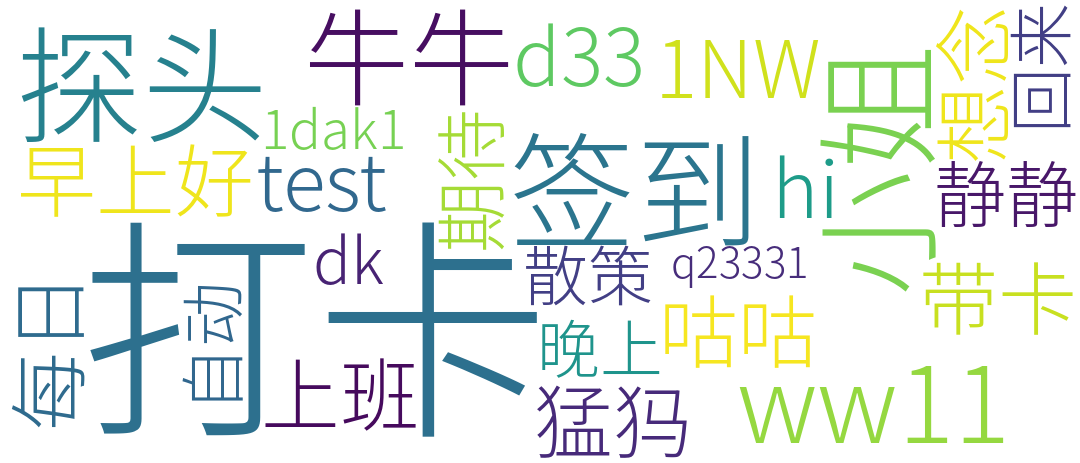 探头
牛牛
d33
1NW
小姐
想念
回来
1dak1
期待
签到
早上好
test
hi
静静
打卡
dk
散策
q23331
带卡
每日
自动
上班
晚上
咕咕
猛犸
ww11